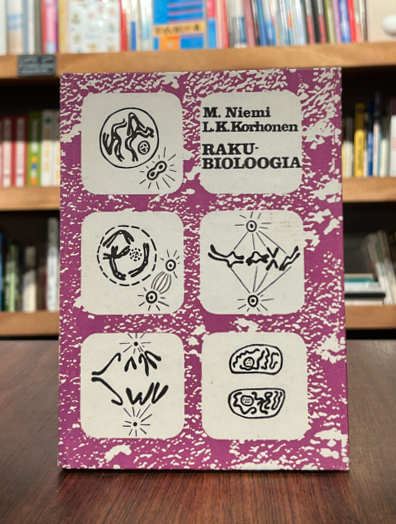 M. Niemi
L.K.Korhonen
RAKU-
BIOLOOGIA